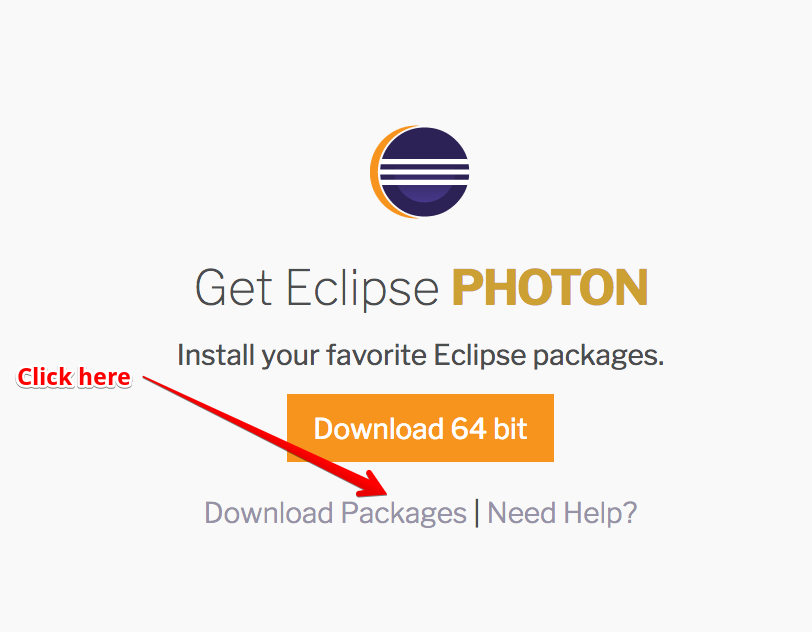 Get Eclipse PHOTON
Install your favorite Eclipse packages.
Click here
Download 64 bit
Download Packages | Need Help?